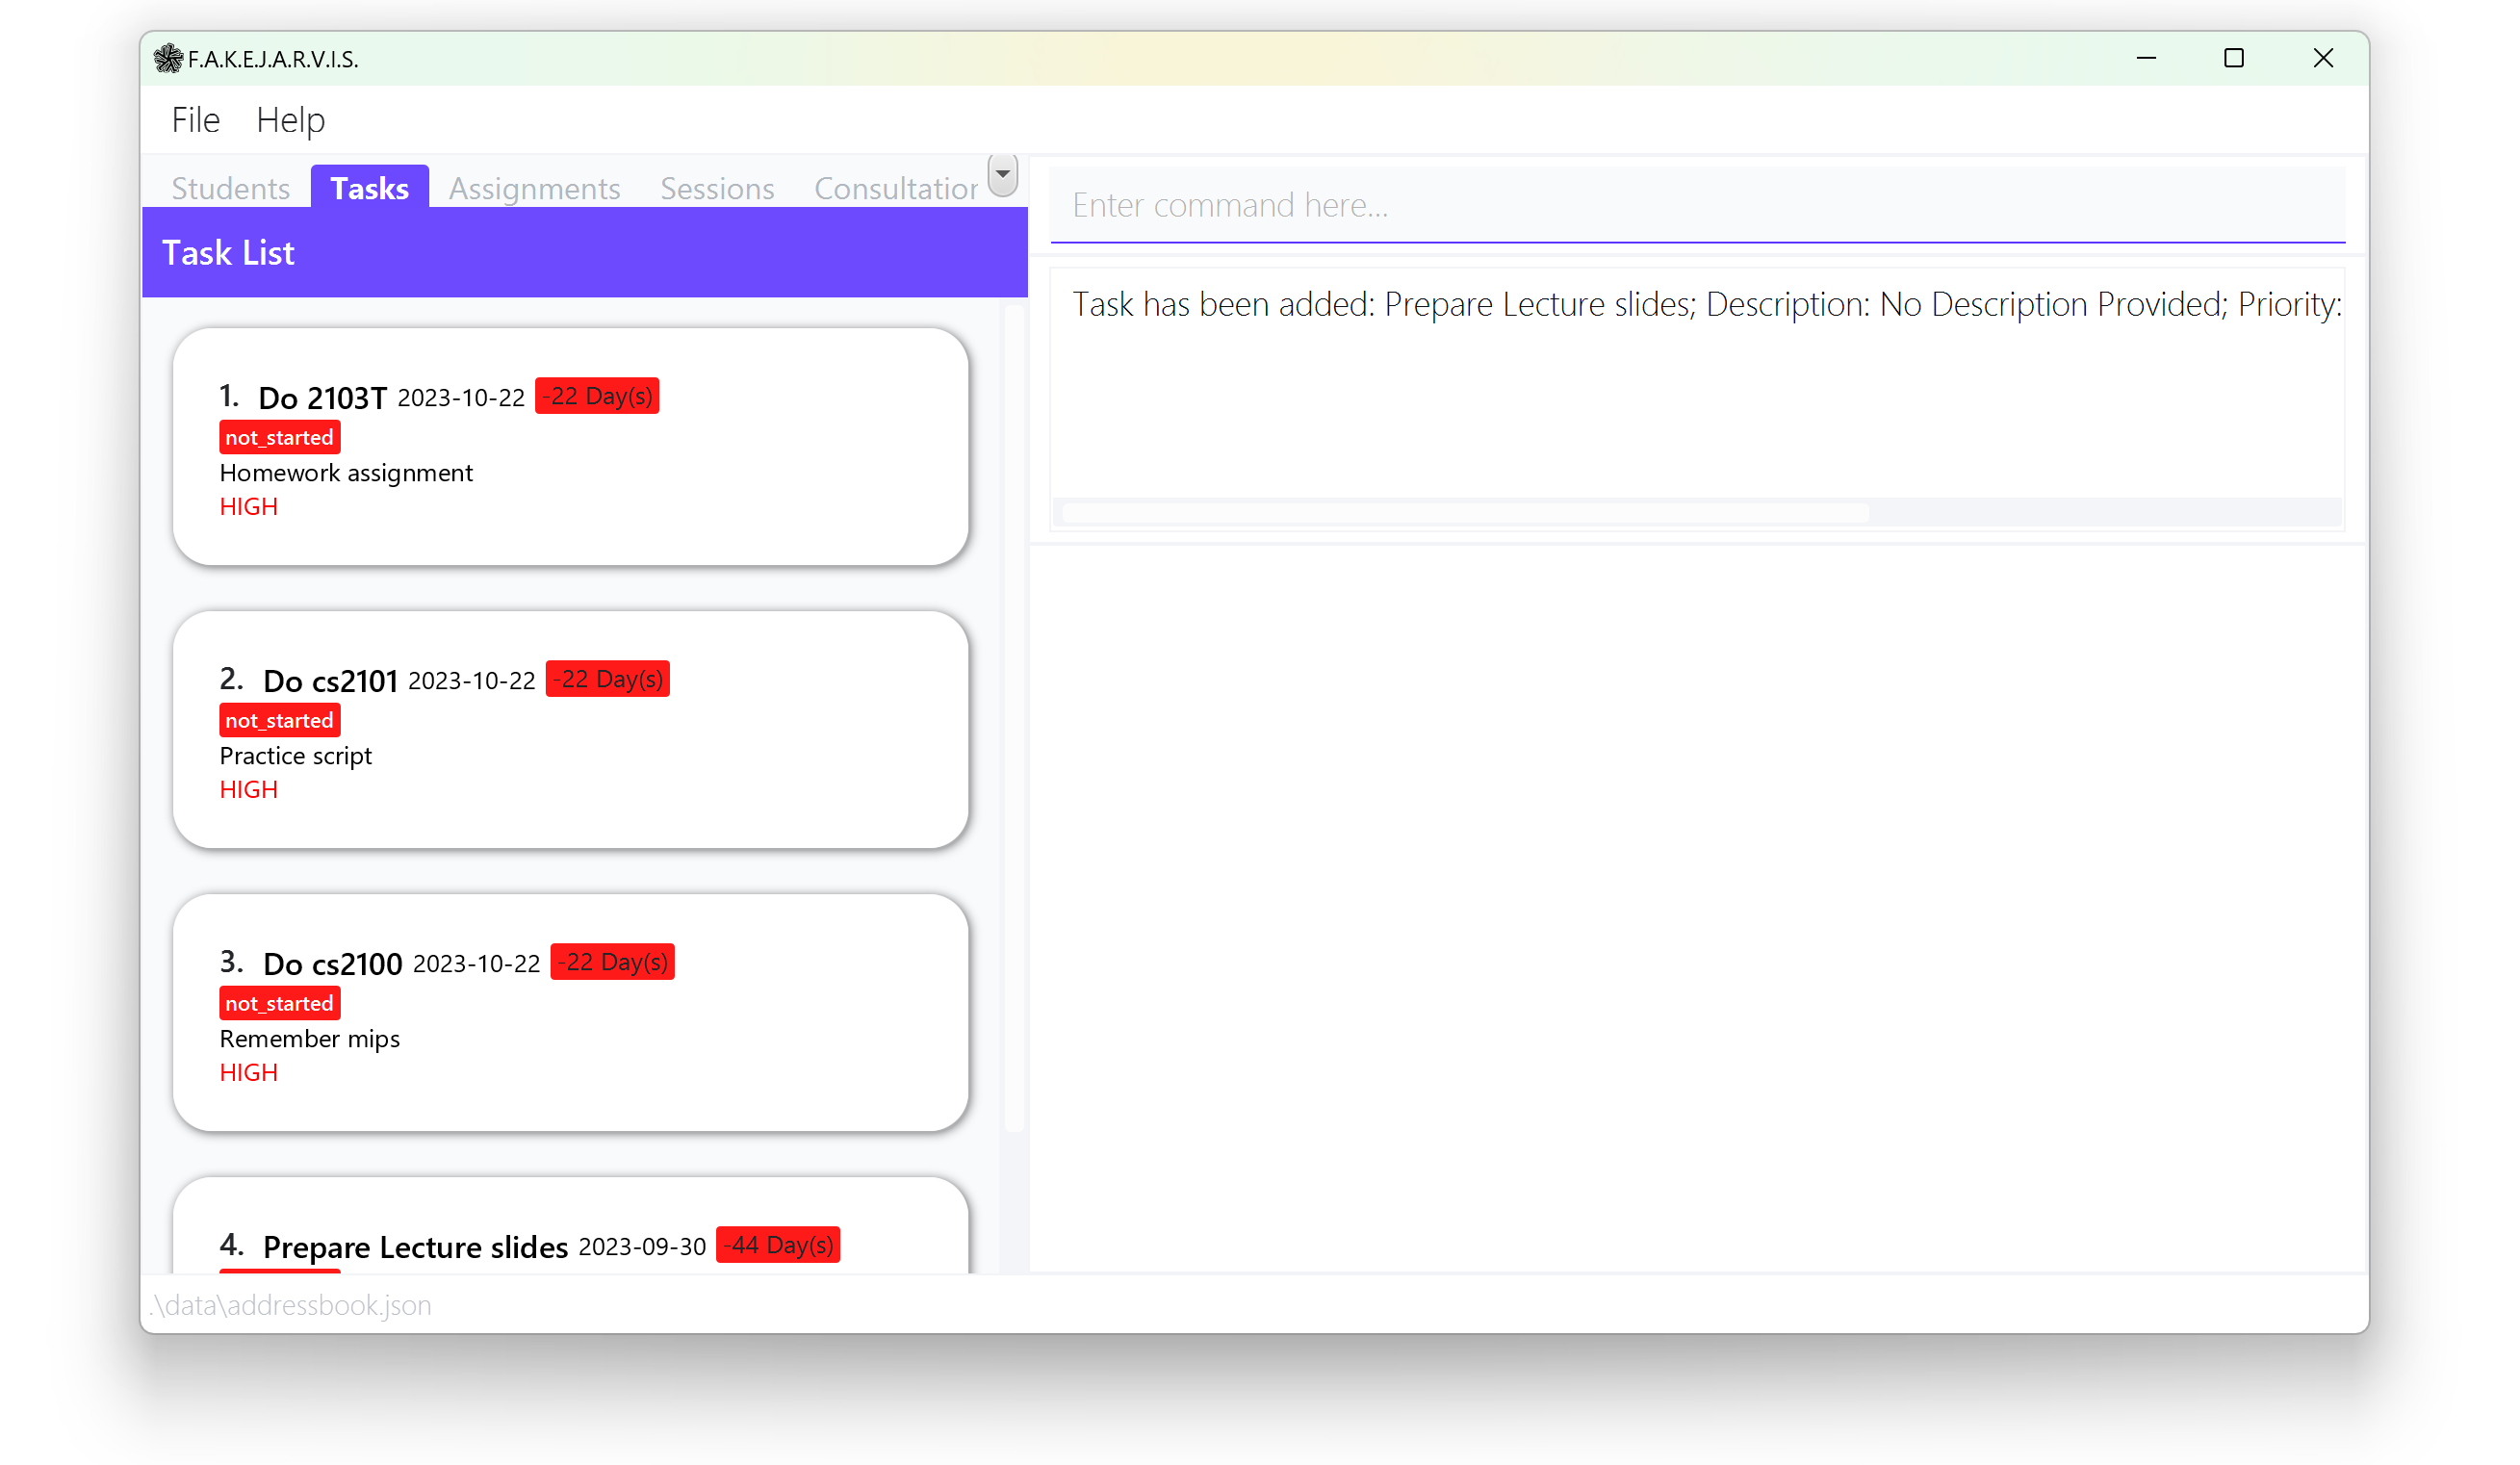 F.A.K.E.J.A.R.V.I.S.
File Help
Students Tasks Assignments Sessions Consultation
Task List
1. Do 2103T 2023-10-22 -22 Day(s)
not_started
Homework assignment
HIGH
2. Do cs2101 2023-10-22 -22 Day(s)
not_started
Practice script
HIGH
3. Do cs2100 2023-10-22 -22 Day(s)
not_started
Remember mips
HIGH
4. Prepare Lecture slides 2023-09-30 -44 Day(s)
Enter command here...
Task has been added: Prepare Lecture slides; Description: No Description Provided; Priority:
.\data\addressbook.json